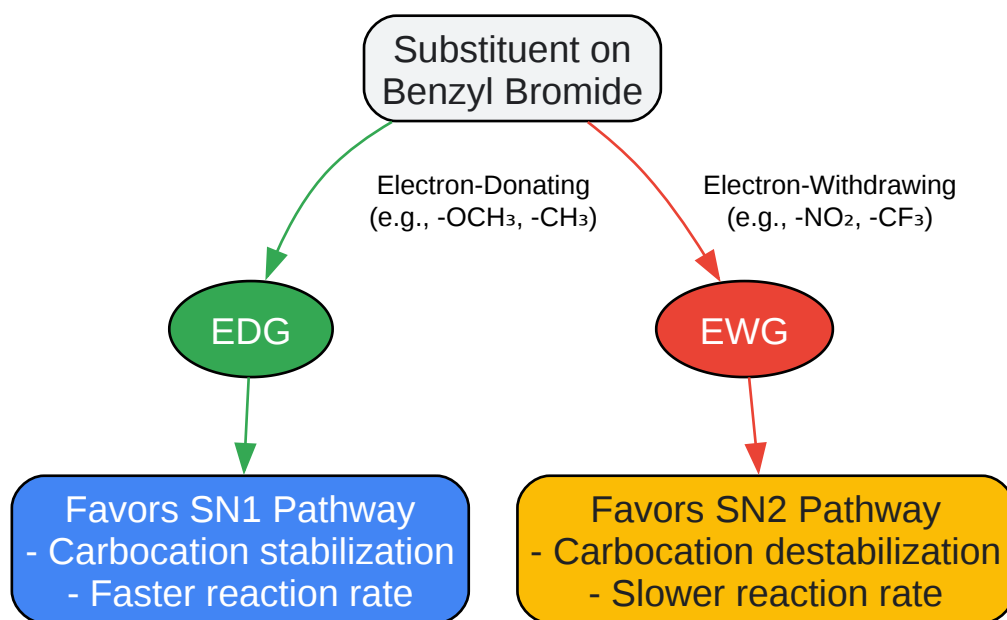 Substituent on
Benzyl Bromide
Electron-Donating
(e.g., -OCH₃, -CH₃)
Electron-Withdrawing
(e.g., -NO₂, -CF₃)
EDG
EWG
Favors SN1 Pathway
- Carbocation stabilization
- Faster reaction rate
Favors SN2 Pathway
- Carbocation destabilization
- Slower reaction rate